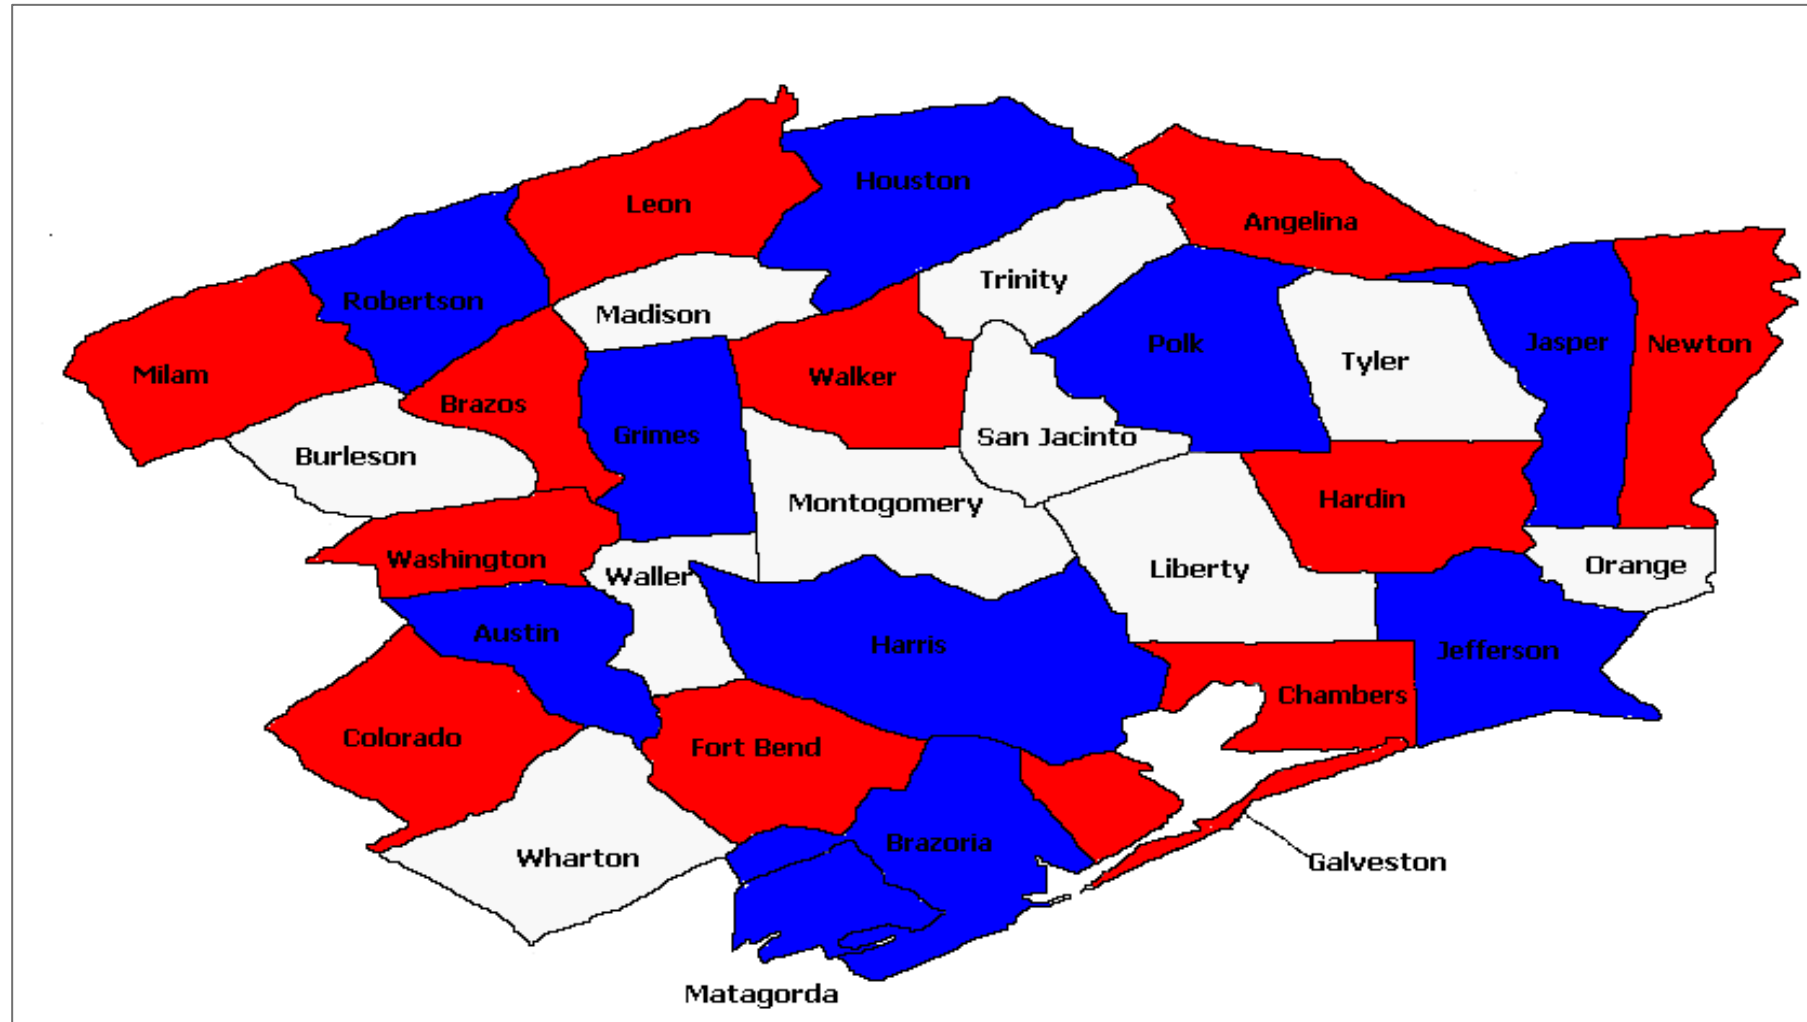 Houston
Leon
Angelina
Trinity
Robertson
Madison
Polk
Jasper
Newton
Tyler
Milam
Walker
Brazos
Grimes
San Jacinto
Burleson
Hardin
Montogomery
Washington
Orange
Liberty
Waller
Austin
Harris
Jefferson
Chambers
Colorado
Fort Bend
Brazoria
Wharton
Galveston
Matagorda